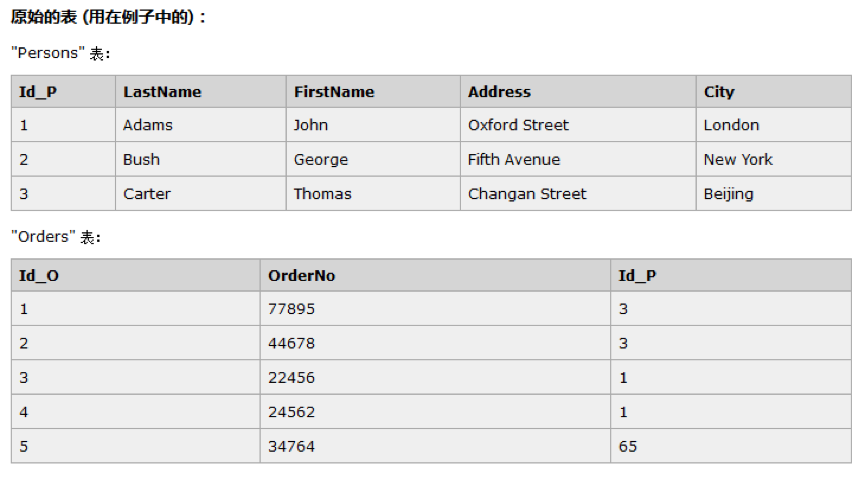 原始的表 (用在例子中的)：
"Persons" 表:
Id_P LastName FirstName Address City
1 Adams John Oxford Street London
2 Bush George Fifth Avenue New York
3 Carter Thomas Changan Street Beijing
"Orders" 表:
Id_O OrderNo Id_P
1 77895 3
2 44678 3
3 22456 1
4 24562 1
5 34764 65